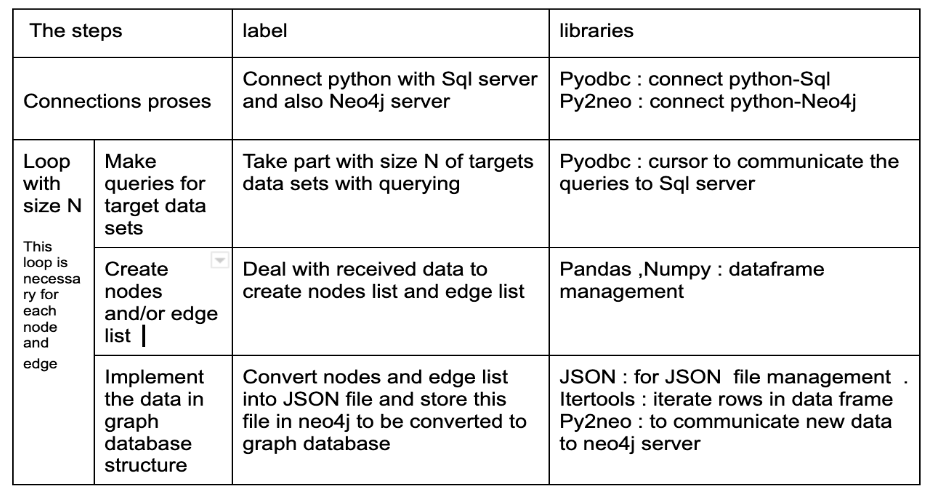 The steps
label
libraries
Connections proses
Connect python with Sql server
and also Neo4j server
Pyodbc : connect python-Sql
Py2neo : connect python-Neo4j
Loop
with
size N
This
loop is
necessa
ry for
each
node
and
edge
Make
queries for
target data
sets
Take part with size N of targets
data sets with querying
Pyodbc : cursor to communicate the
queries to Sql server
Create
nodes
and/or edge
list
Deal with received data to
create nodes list and edge list
Pandas ,Numpy : dataframe
management
Implement
the data in
graph
database
structure
Convert nodes and edge list
into JSON file and store this
file in neo4j to be converted to
graph database
JSON : for JSON  file management  .
Itertools : iterate rows in data frame
Py2neo : to communicate new data
to neo4j server